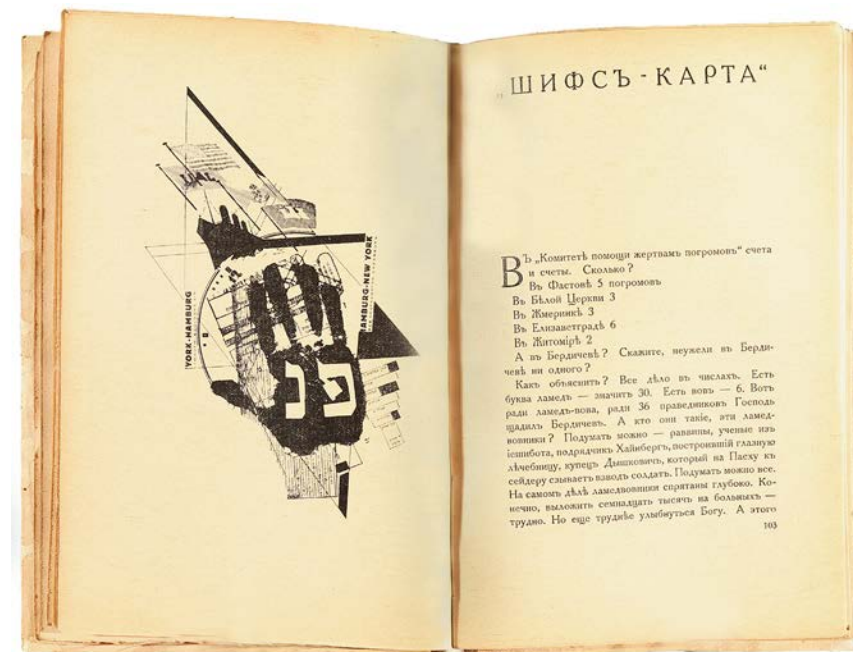 UAL
YORK-HAMBURG
HAMBURG-NEW YORK
פנ
„ШИФСЪ-КАРТА“
ВЪ „Комитетѣ помощи жертвамъ погромовъ“ счета
и счеты. Сколько?
Въ Фастовѣ 5 погромовъ
Въ Бѣлой Церкви 3
Въ Жмеринкѣ 3
Въ Елизаветградѣ 6
Въ Житомірѣ 2
А въ Бердичевѣ? Скажите, неужели въ Берди-
чевѣ ни одного?
Какъ объяснить? Все дѣло въ числахъ. Есть
буква ламедъ — значитъ 30. Есть вовъ — 6. Вотъ
ради ламедъ-вова, ради 36 праведниковъ Господь
щадилъ Бердичевъ. А кто они такіе, эти ламед-
вовники? Подумать можно — раввины, ученые изъ
іешибота, подрядчикъ Хайнбергъ, построившій глазную
лѣчебницу, купецъ Дышковичъ, который на Пасху къ
сейдеру сзываетъ взводъ солдатъ. Подумать можно все.
На самомъ дѣлѣ ламедвовники спрятаны глубоко. Ко-
нечно, выложить семнадцать тысячъ на больныхъ —
трудно. Но еще труднѣе улыбнуться Богу. А этого
103